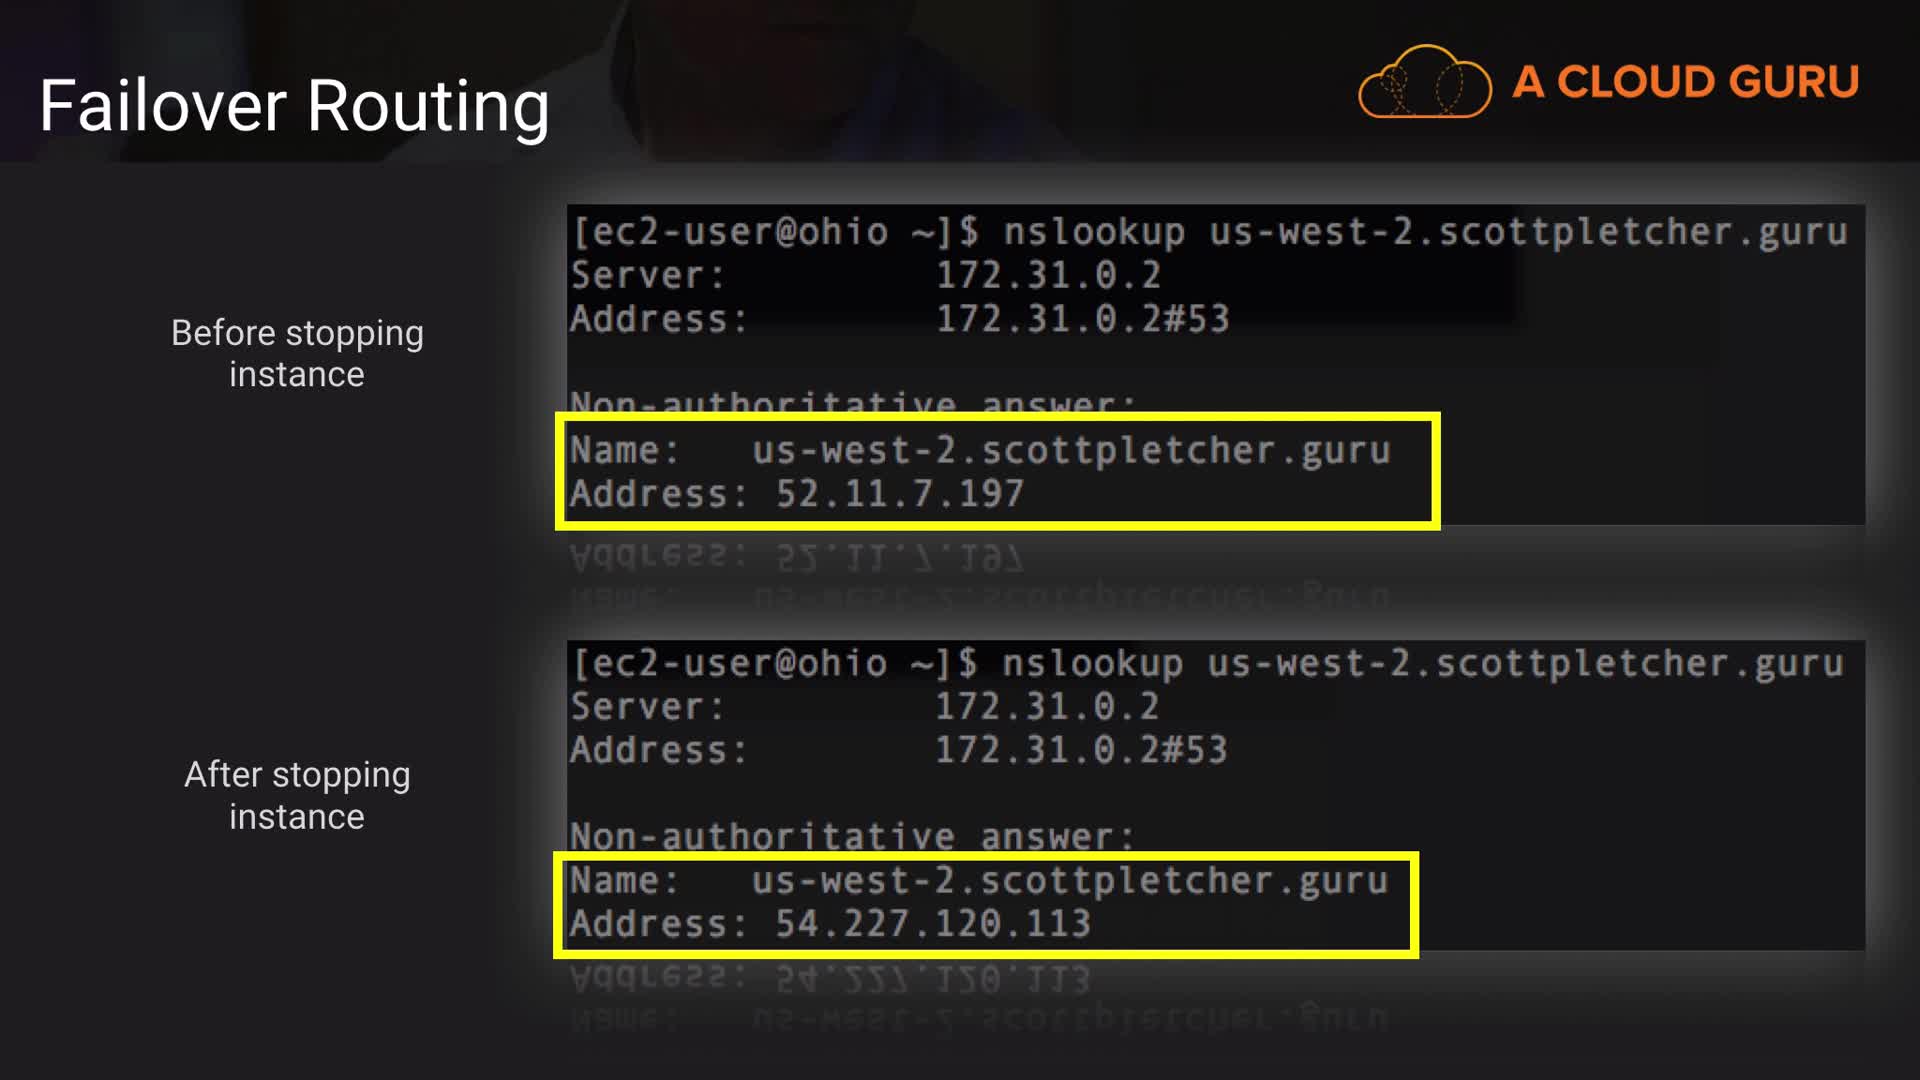 Failover Routing
A CLOUD GURU
Before stopping
instance
[ec2-user@ohio ~]$ nslookup us-west-2.scottpletcher.guru
Server: 172.31.0.2
Address: 172.31.0.2#53
Non-authoritative answer:
Name: us-west-2.scottpletcher.guru
Address: 52.11.7.197
After stopping
instance
[ec2-user@ohio ~]$ nslookup us-west-2.scottpletcher.guru
Server: 172.31.0.2
Address: 172.31.0.2#53
Non-authoritative answer:
Name: us-west-2.scottpletcher.guru
Address: 54.227.120.113